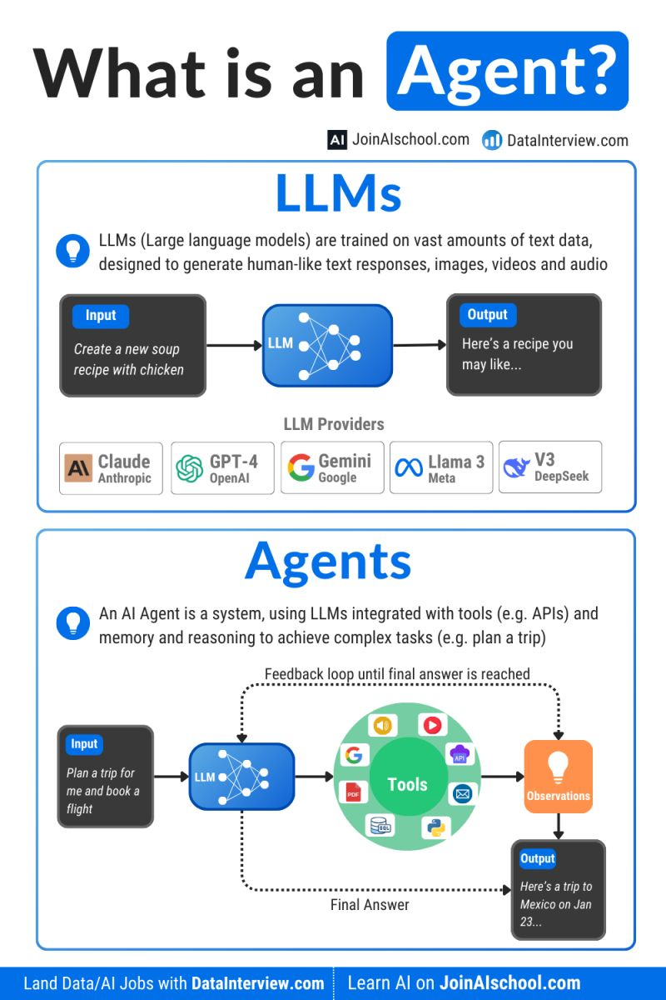 What is an Agent?
AI JoinAIschool.com DataInterview.com
LLMs
LLMs (Large language models) are trained on vast amounts of text data,
designed to generate human-like text responses, images, videos and audio
Input
Create a new soup
recipe with chicken
LLM
Output
Here's a recipe you
may like...
LLM Providers
A\ Claude
Anthropic
GPT-4
OpenAI
Gemini
Google
Llama 3
Meta
V3
DeepSeek
Agents
An AI Agent is a system, using LLMs integrated with tools (e.g. APIs) and
memory and reasoning to achieve complex tasks (e.g. plan a trip)
Feedback loop until final answer is reached
Input
Plan a trip for
me and book a
flight
LLM
Tools
API
PDF
SQL
Observations
Output
Here's a trip to
Mexico on Jan
23...
Final Answer
Land Data/AI Jobs with DataInterview.com
Learn AI on JoinAIschool.com